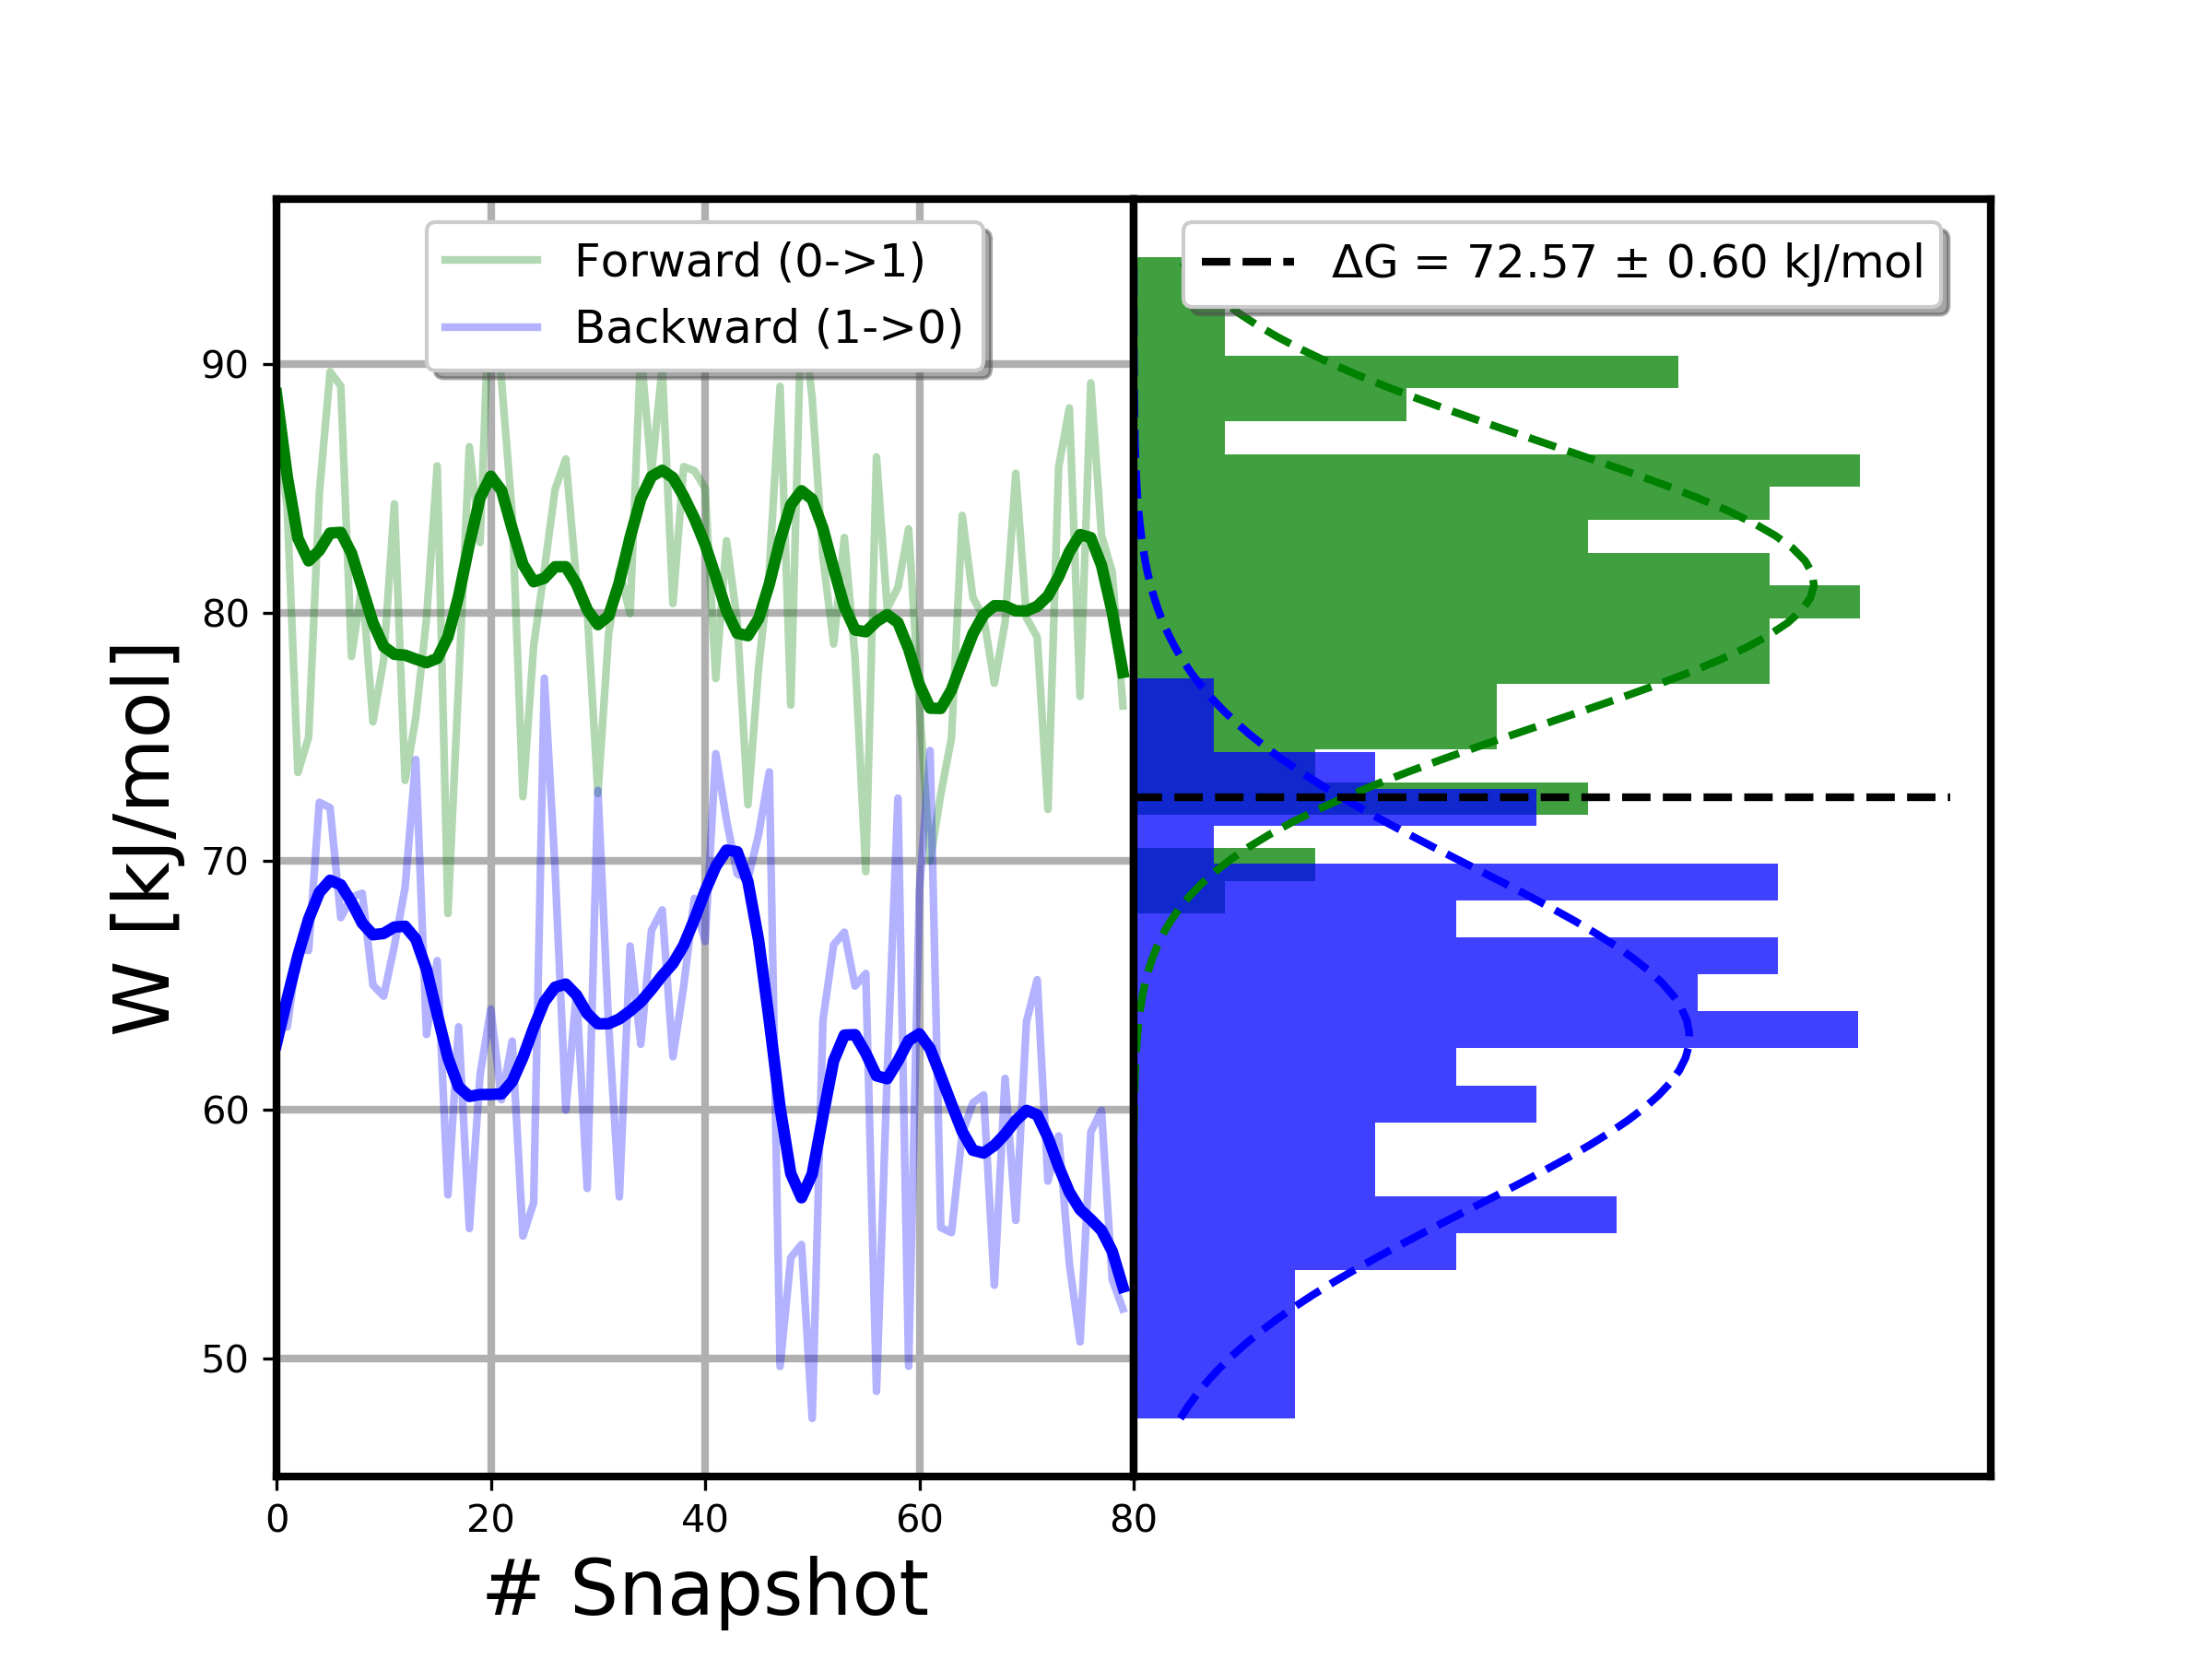 Forward (0->1)
Backward (1->0)
ΔG = 72.57 ± 0.60 kJ/mol
90
80
70
60
50
W [kJ/mol]
0 20 40 60 80
# Snapshot